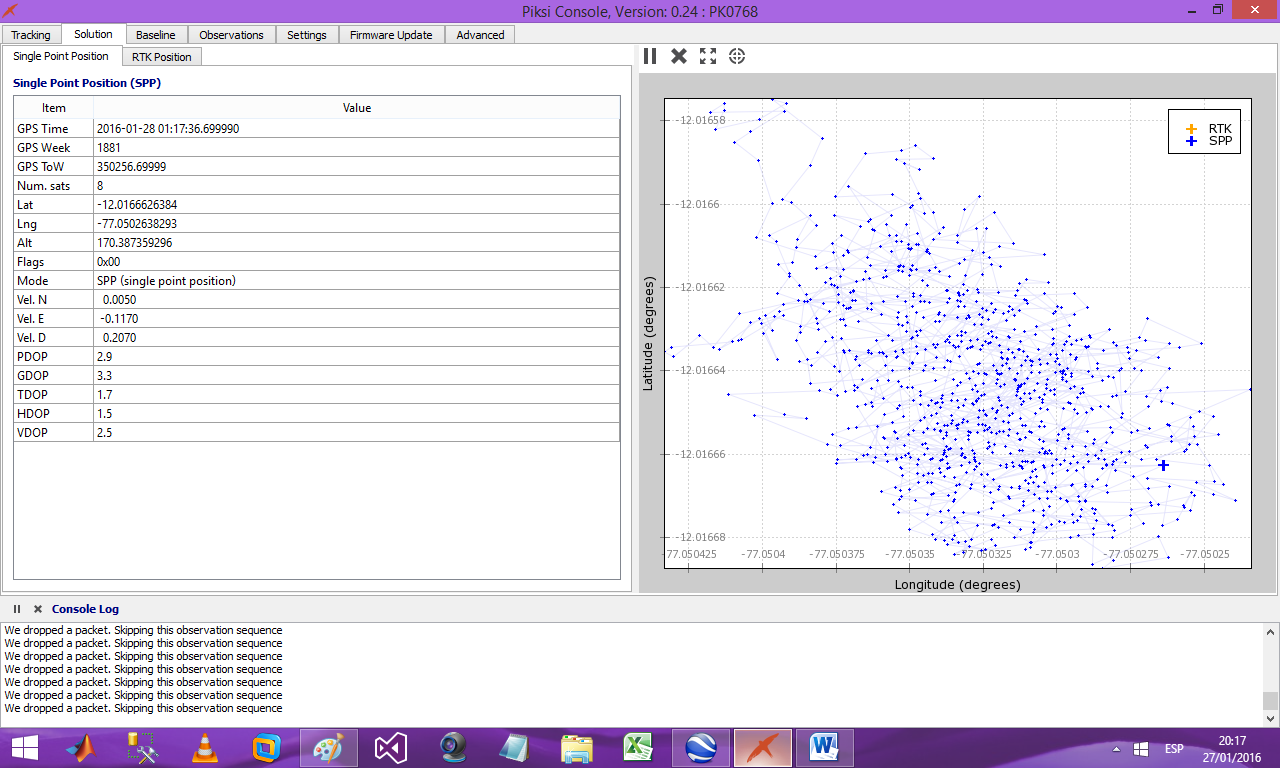 Piksi Console, Version: 0.24 : PK0768
Tracking Solution Baseline Observations Settings Firmware Update Advanced
Single Point Position RTK Position
Single Point Position (SPP)
Item Value
GPS Time 2016-01-28 01:17:36.699990
GPS Week 1881
GPS ToW 350256.69999
Num. sats 8
Lat -12.0166626384
Lng -77.0502638293
Alt 170.387359296
Flags 0x00
Mode SPP (single point position)
Vel. N 0.0050
Vel. E -0.1170
Vel. D 0.2070
PDOP 2.9
GDOP 3.3
TDOP 1.7
HDOP 1.5
VDOP 2.5
RTK
SPP
Latitude (degrees)
-12.01658
-12.0166
-12.01662
-12.01664
-12.01666
-12.01668
-77.050425 -77.0504 -77.050375 -77.05035 -77.050325 -77.0503 -77.050275 -77.05025
Longitude (degrees)
Console Log
We dropped a packet. Skipping this observation sequence
We dropped a packet. Skipping this observation sequence
We dropped a packet. Skipping this observation sequence
We dropped a packet. Skipping this observation sequence
We dropped a packet. Skipping this observation sequence
We dropped a packet. Skipping this observation sequence
We dropped a packet. Skipping this observation sequence
ESP
20:17
27/01/2016